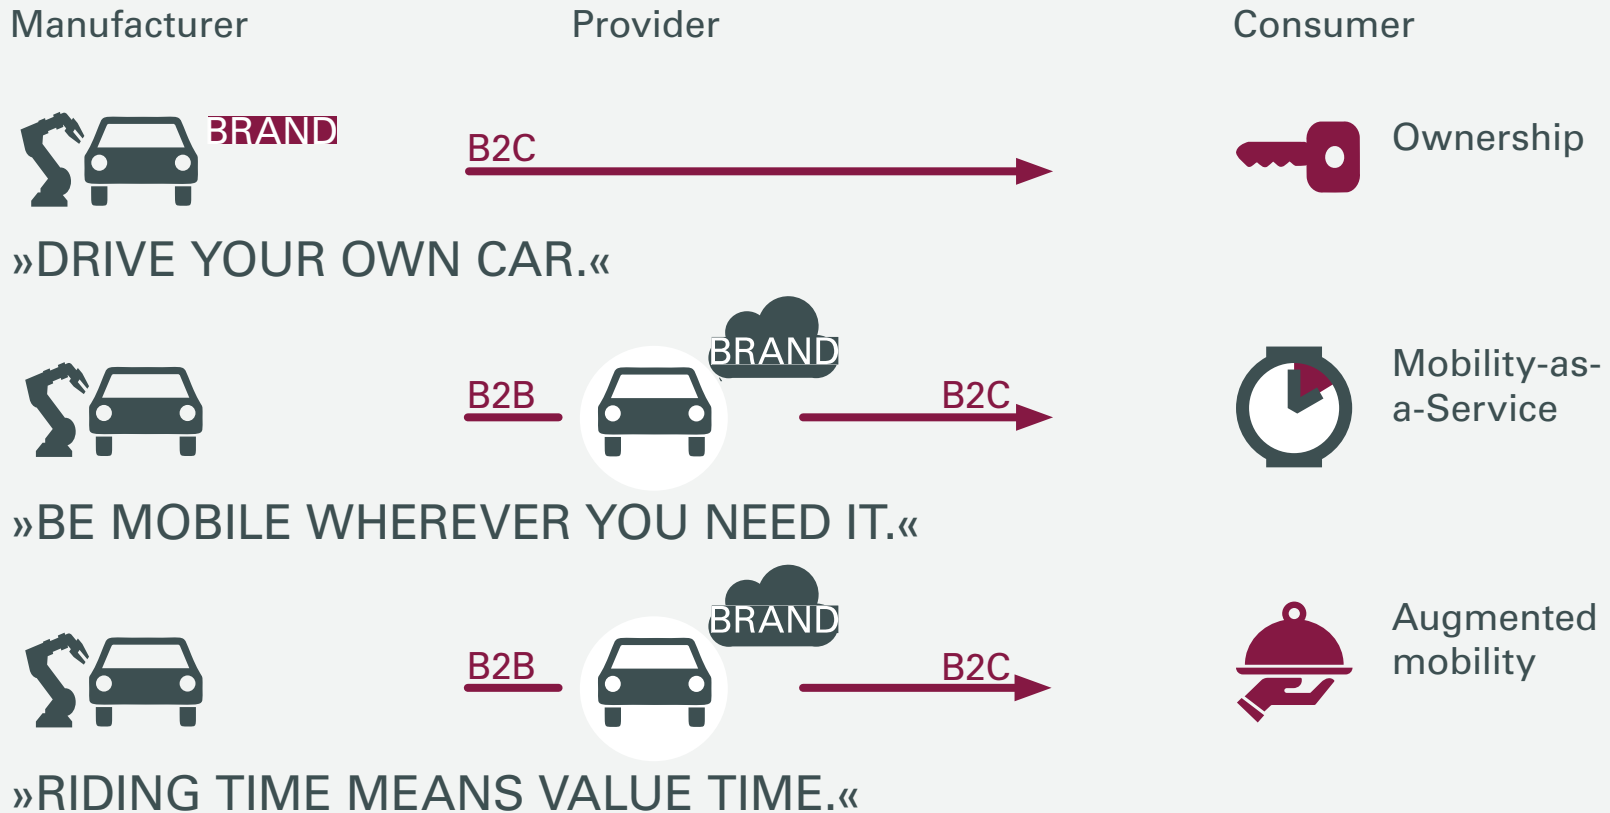 Manufacturer Provider Consumer
BRAND B2C Ownership
»DRIVE YOUR OWN CAR.«
BRAND
B2B B2C Mobility-as-
a-Service
»BE MOBILE WHEREVER YOU NEED IT.«
BRAND
B2B B2C Augmented
mobility
»RIDING TIME MEANS VALUE TIME.«